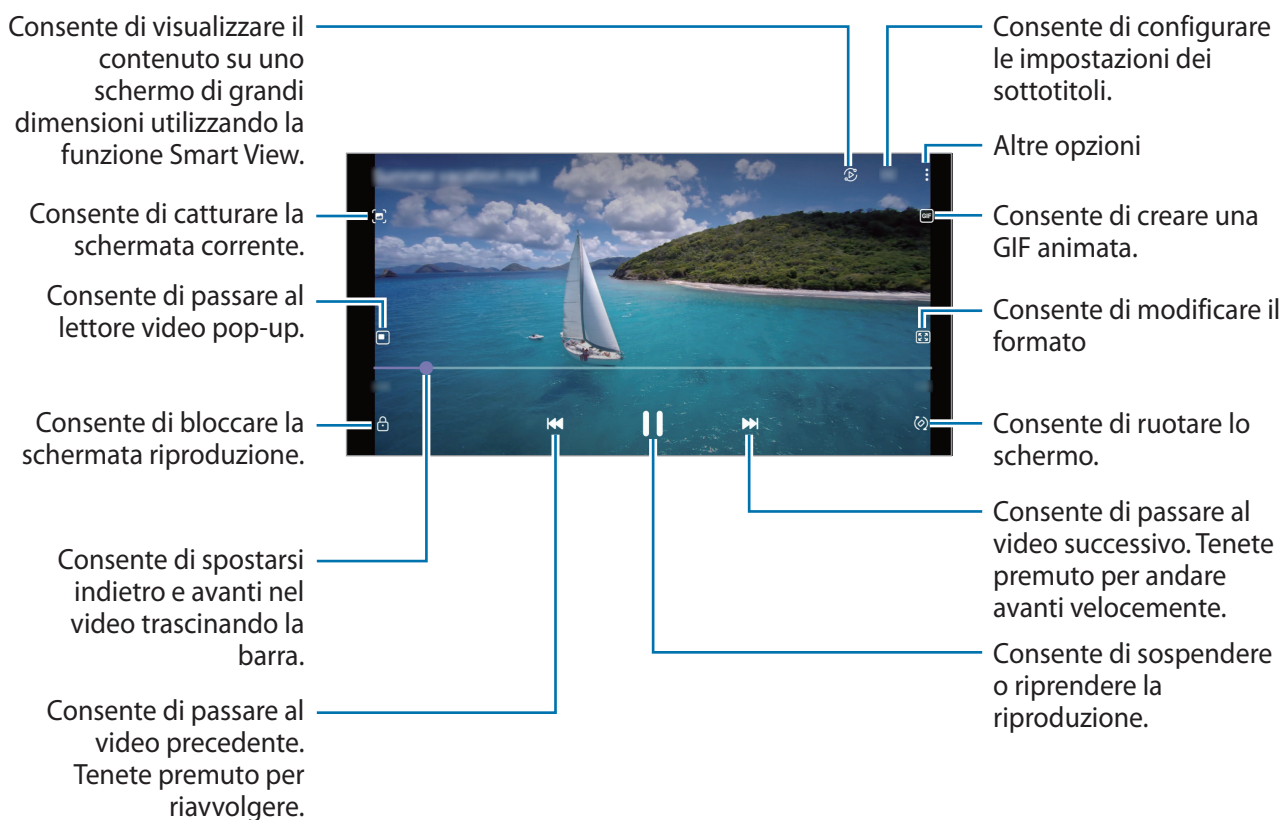 Consente di visualizzare il
contenuto su uno
schermo di grandi
dimensioni utilizzando la
funzione Smart View.
Consente di catturare la
schermata corrente.
Consente di passare al
lettore video pop-up.
Consente di bloccare la
schermata riproduzione.
Consente di spostarsi
indietro e avanti nel
video trascinando la
barra.
Consente di passare al
video precedente.
Tenete premuto per
riavvolgere.
GIF
Consente di configurare
le impostazioni dei
sottotitoli.
Altre opzioni
Consente di creare una
GIF animata.
Consente di modificare il
formato
Consente di ruotare lo
schermo.
Consente di passare al
video successivo. Tenete
premuto per andare
avanti velocemente.
Consente di sospendere
o riprendere la
riproduzione.